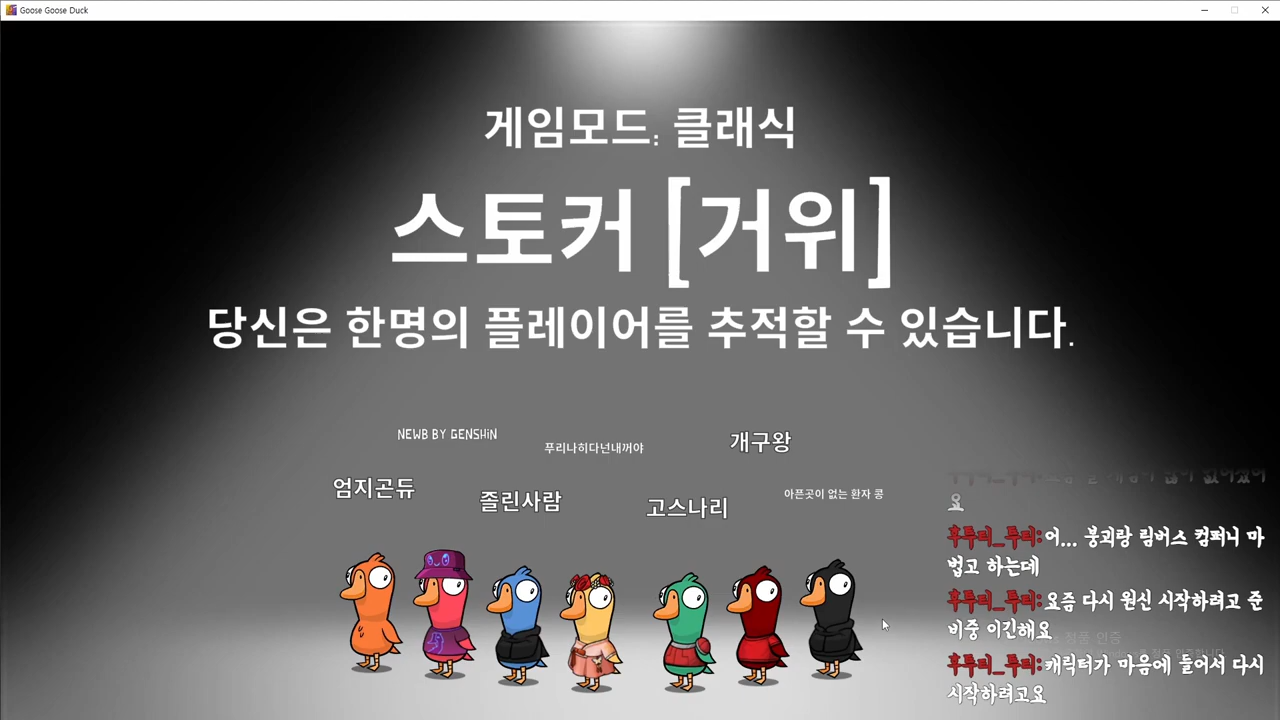 Goose Goose Duck
게임모드: 클래식
스토커 [거위]
당신은 한명의 플레이어를 추적할 수 있습니다.
NEWB BY GENSHIN
푸리나히다넌내꺼야
개구왕
엄지곤듀
졸린사람
고스나리
아픈곳이 없는 환자 콩
요
후투티_투티:어... 붕괴랑 림버스 컴퍼니 마
법고 하는데
후투티_투티:요즘 다시 원신 시작하려고 준
비중 이긴해요
정품 인증
후투티_투티:캐릭터가 마음에 들어서 다시
시작하려고요